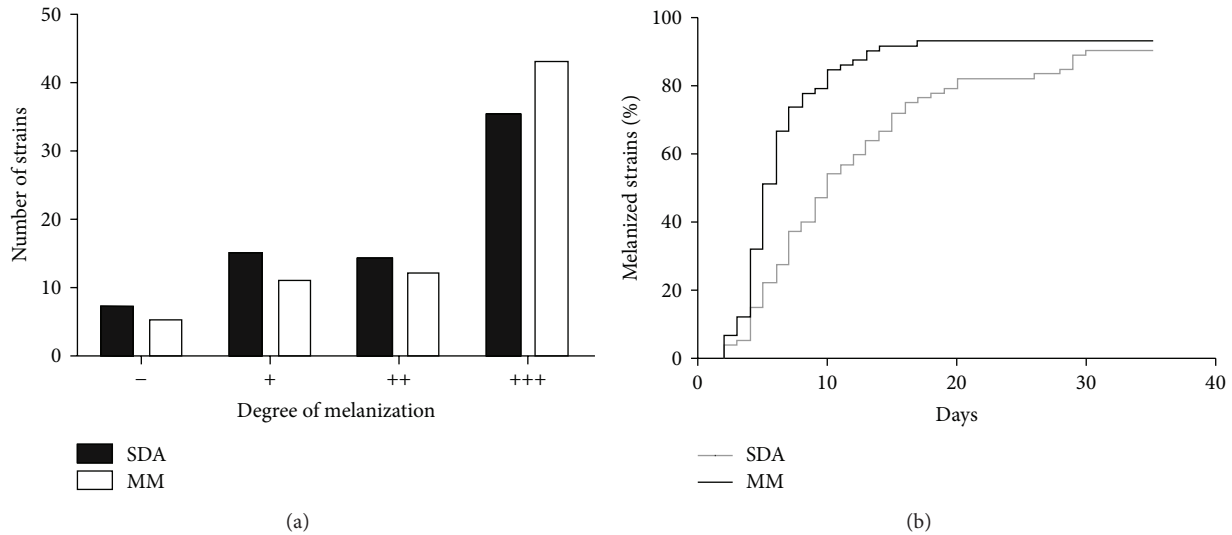 50
40
30
20
10
0
Number of strains
− + ++ +++
Degree of melanization
SDA
MM
(a)
100
80
60
40
20
0
Melanized strains (%)
0 10 20 30 40
Days
SDA
MM
(b)